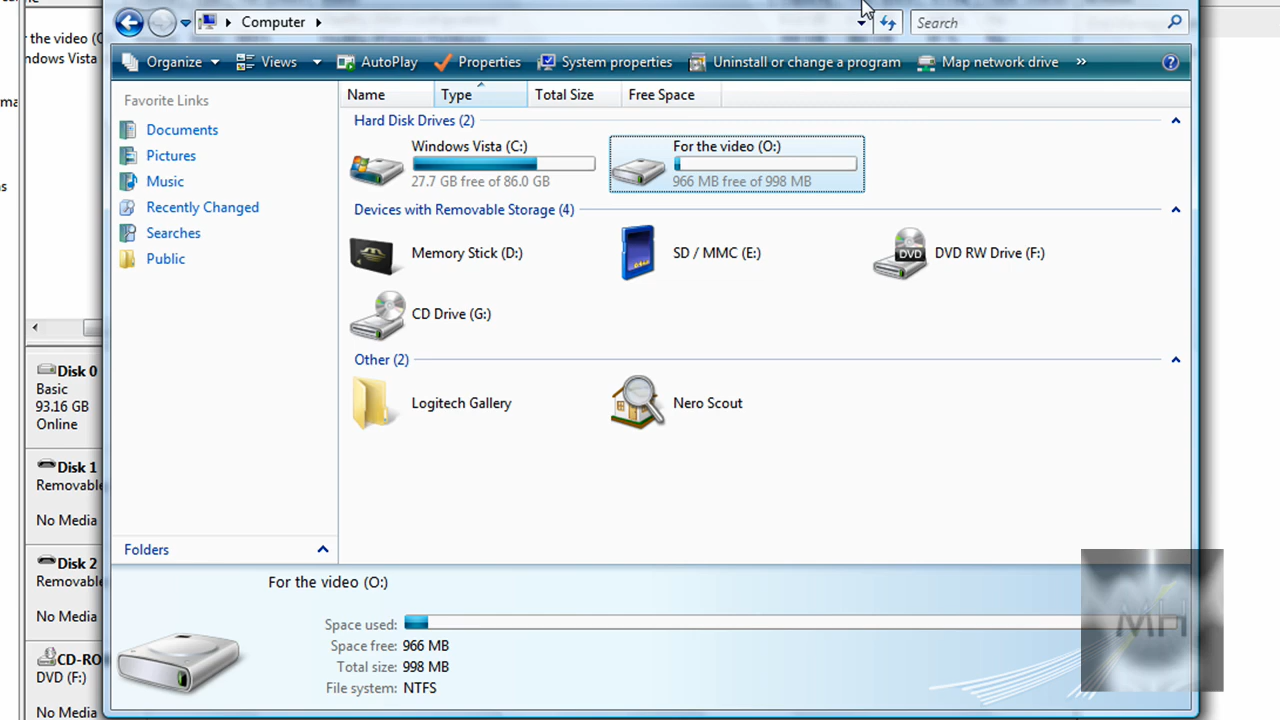 Computer
Search
r the video (
ndows Vista
Organize
Views
AutoPlay
Properties
System properties
Uninstall or change a program
Map network drive
»
Favorite Links
Documents
Pictures
Music
Recently Changed
Searches
Public
Folders
Name
Type
Total Size
Free Space
Hard Disk Drives (2)
Windows Vista (C:)
27.7 GB free of 86.0 GB
For the video (O:)
966 MB free of 998 MB
Devices with Removable Storage (4)
Memory Stick (D:)
SD / MMC (E:)
DVD RW Drive (F:)
CD Drive (G:)
Other (2)
Logitech Gallery
Nero Scout
Disk 0
Basic
93.16 GB
Online
Disk 1
Removable
No Media
Disk 2
Removable
No Media
CD-RO
DVD (F:)
No Media
For the video (O:)
Space used:
Space free: 966 MB
Total size: 998 MB
File system: NTFS
MH